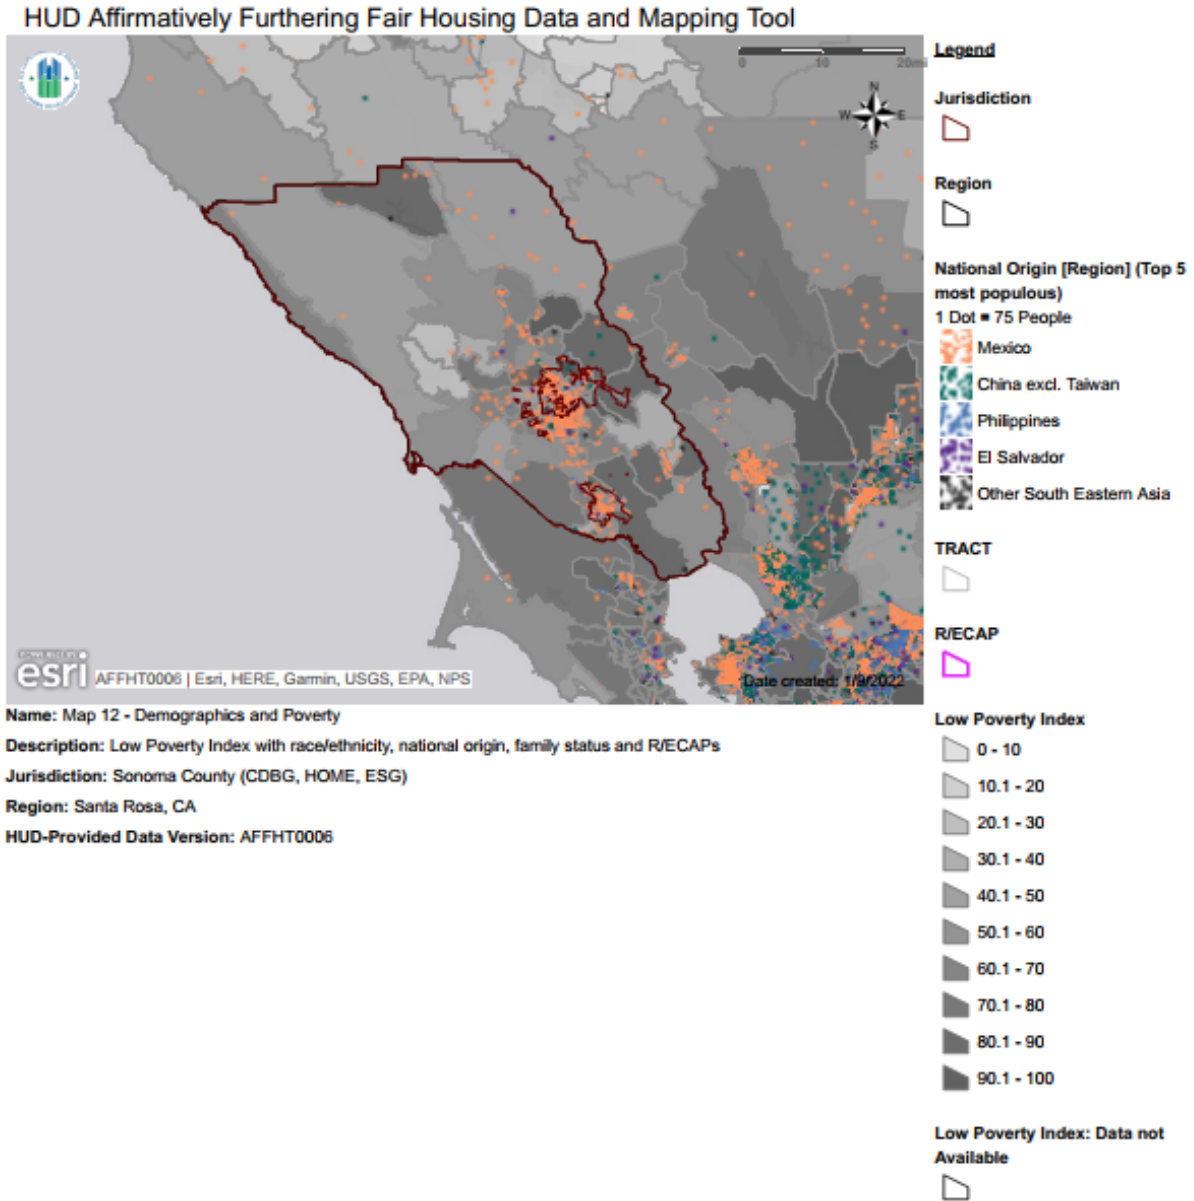 HUD Affirmatively Furthering Fair Housing Data and Mapping Tool
0 10 20mi
N
W E
S
esri
AFFHT0006 | Esri, HERE, Garmin, USGS, EPA, NPS
Date created: 1/9/2022
Name: Map 12 - Demographics and Poverty
Description: Low Poverty Index with race/ethnicity, national origin, family status and R/ECAPs
Jurisdiction: Sonoma County (CDBG, HOME, ESG)
Region: Santa Rosa, CA
HUD-Provided Data Version: AFFHT0006
Legend
Jurisdiction
Region
National Origin [Region] (Top 5
most populous)
1 Dot = 75 People
Mexico
China excl. Taiwan
Philippines
El Salvador
Other South Eastern Asia
TRACT
R/ECAP
Low Poverty Index
0 - 10
10.1 - 20
20.1 - 30
30.1 - 40
40.1 - 50
50.1 - 60
60.1 - 70
70.1 - 80
80.1 - 90
90.1 - 100
Low Poverty Index: Data not
Available